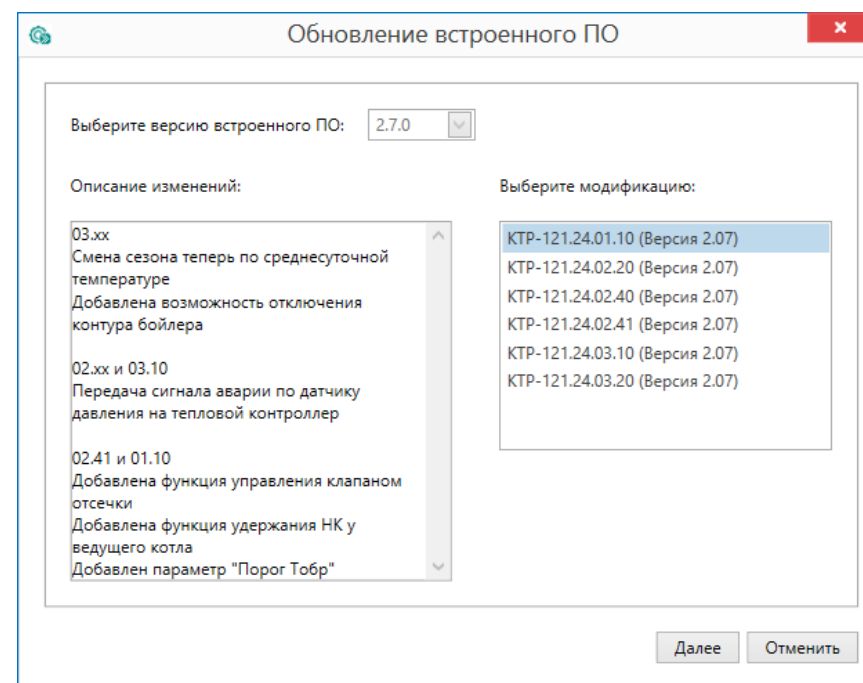 Обновление встроенного ПО
Выберите версию встроенного ПО: 2.7.0
Описание изменений:
03.xx
Смена сезона теперь по среднесуточной
температуре
Добавлена возможность отключения
контура бойлера
02.xx и 03.10
Передача сигнала аварии по датчику
давления на тепловой контроллер
02.41 и 01.10
Добавлена функция управления клапаном
отсечки
Добавлена функция удержания НК у
ведущего котла
Добавлен параметр "Порог Тобр"
Выберите модификацию:
КТР-121.24.01.10 (Версия 2.07)
КТР-121.24.02.20 (Версия 2.07)
КТР-121.24.02.40 (Версия 2.07)
КТР-121.24.02.41 (Версия 2.07)
КТР-121.24.03.10 (Версия 2.07)
КТР-121.24.03.20 (Версия 2.07)
Далее
Отменить